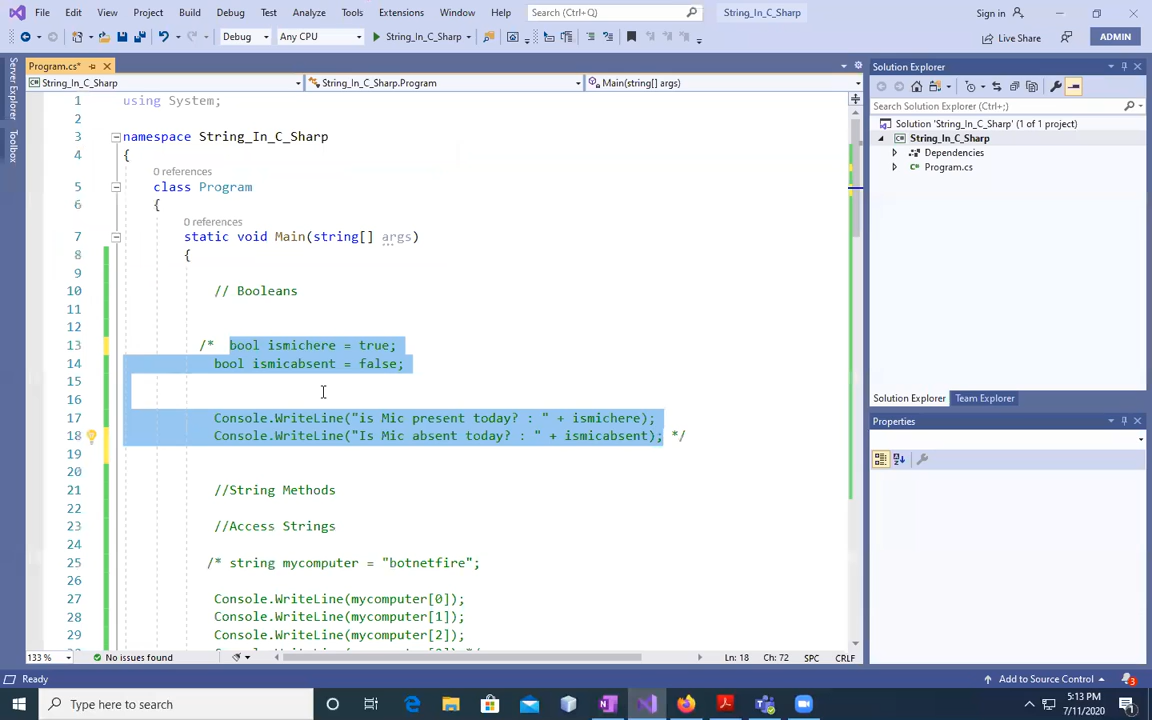 File Edit View Project Build Debug Test Analyze Tools Extensions Window Help Search (Ctrl+Q) String_In_C_Sharp Sign in
Debug Any CPU String_In_C_Sharp Live Share ADMIN
Server Explorer
Toolbox
Program.cs*
String_In_C_Sharp String_In_C_Sharp.Program Main(string[] args)
1 using System;
2
3 namespace String_In_C_Sharp
4 {
0 references
5 class Program
6 {
0 references
7 static void Main(string[] args)
8 {
9
10 // Booleans
11
12
13 /* bool ismichere = true;
14 bool ismicabsent = false;
15
16
17 Console.WriteLine("is Mic present today? : " + ismichere);
18 Console.WriteLine("Is Mic absent today? : " + ismicabsent); */
19
20
21 //String Methods
22
23 //Access Strings
24
25 /* string mycomputer = "botnetfire";
26
27 Console.WriteLine(mycomputer[0]);
28 Console.WriteLine(mycomputer[1]);
29 Console.WriteLine(mycomputer[2]);
133 % No issues found Ln: 18 Ch: 72 SPC CRLF
Solution Explorer
Search Solution Explorer (Ctrl+;)
Solution 'String_In_C_Sharp' (1 of 1 project)
String_In_C_Sharp
Dependencies
Program.cs
Solution Explorer Team Explorer
Properties
Ready Add to Source Control 3
Type here to search
5:13 PM
7/11/2020
1